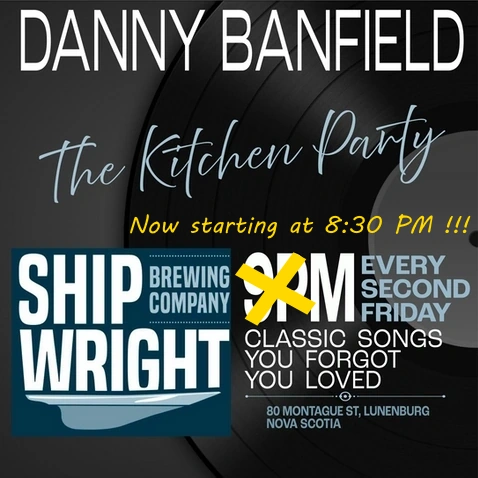 DANNY BANFIELD
The Kitchen Party
Now starting at 8:30 PM !!!
SHIP
WRIGHT
BREWING
COMPANY
9PM
EVERY
SECOND
FRIDAY
CLASSIC SONGS
YOU FORGOT
YOU LOVED
80 MONTAGUE ST, LUNENBURG
NOVA SCOTIA